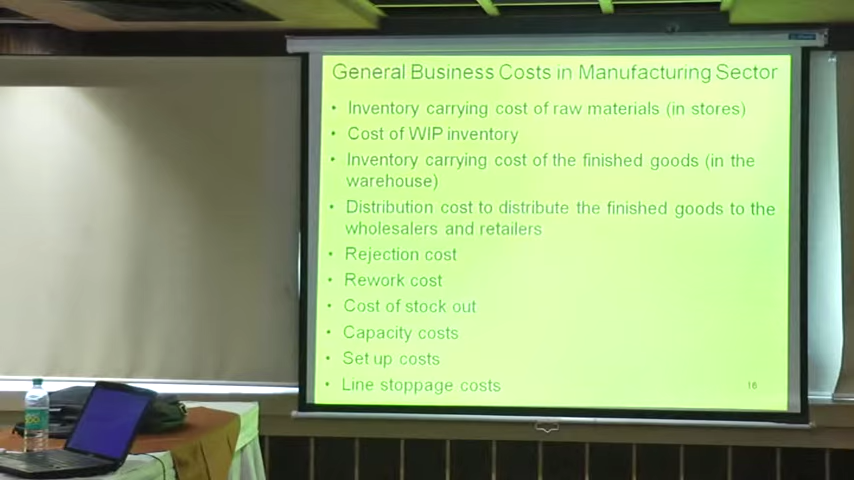 General Business Costs in Manufacturing Sector
• Inventory carrying cost of raw materials (in stores)
• Cost of WIP inventory
• Inventory carrying cost of the finished goods (in the
warehouse)
• Distribution cost to distribute the finished goods to the
wholesalers and retailers
• Rejection cost
• Rework cost
• Cost of stock out
• Capacity costs
• Set up costs
• Line stoppage costs
16